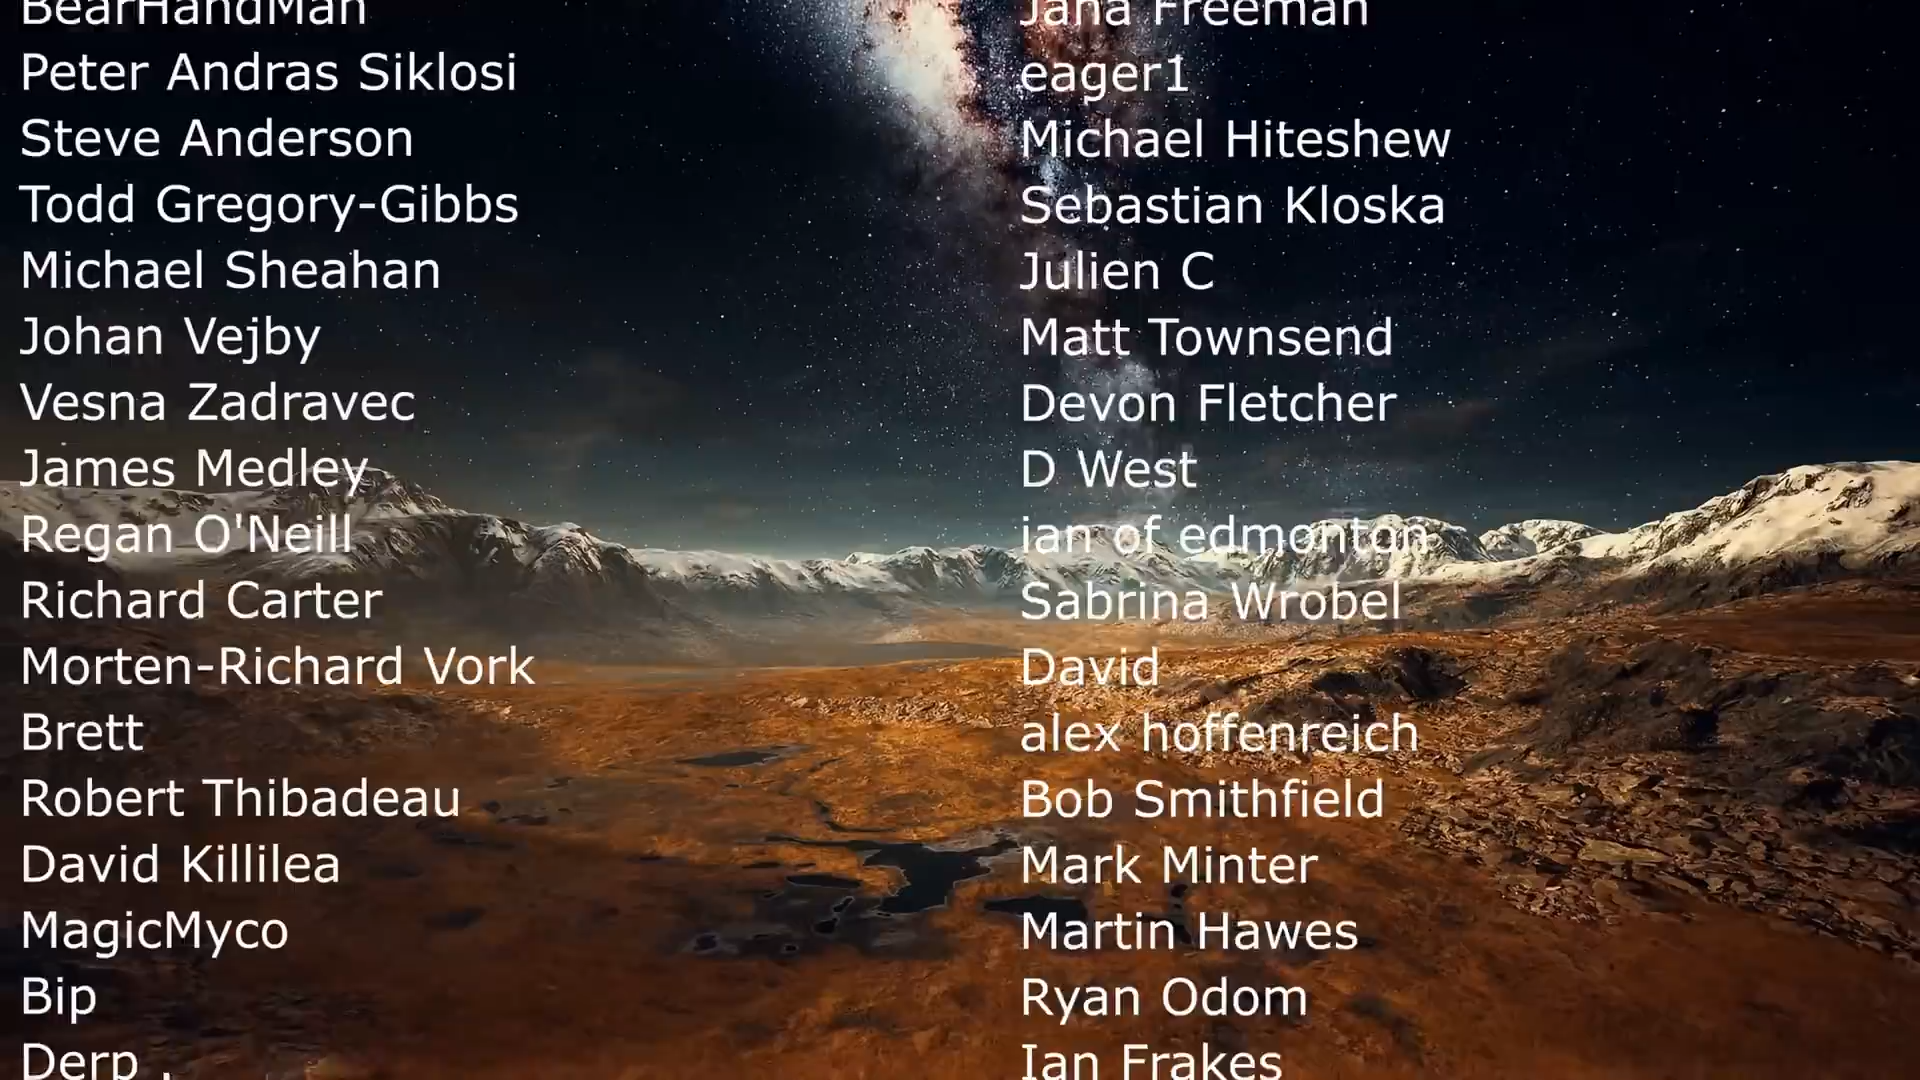 BearHandMan
Peter Andras Siklosi
Steve Anderson
Todd Gregory-Gibbs
Michael Sheahan
Johan Vejby
Vesna Zadravec
James Medley
Regan O'Neill
Richard Carter
Morten-Richard Vork
Brett
Robert Thibadeau
David Killilea
MagicMyco
Bip
Derp .
Jana Freeman
eager1
Michael Hiteshew
Sebastian Kloska
Julien C
Matt Townsend
Devon Fletcher
D West
ian of edmonton
Sabrina Wrobel
David
alex hoffenreich
Bob Smithfield
Mark Minter
Martin Hawes
Ryan Odom
Ian Frakes